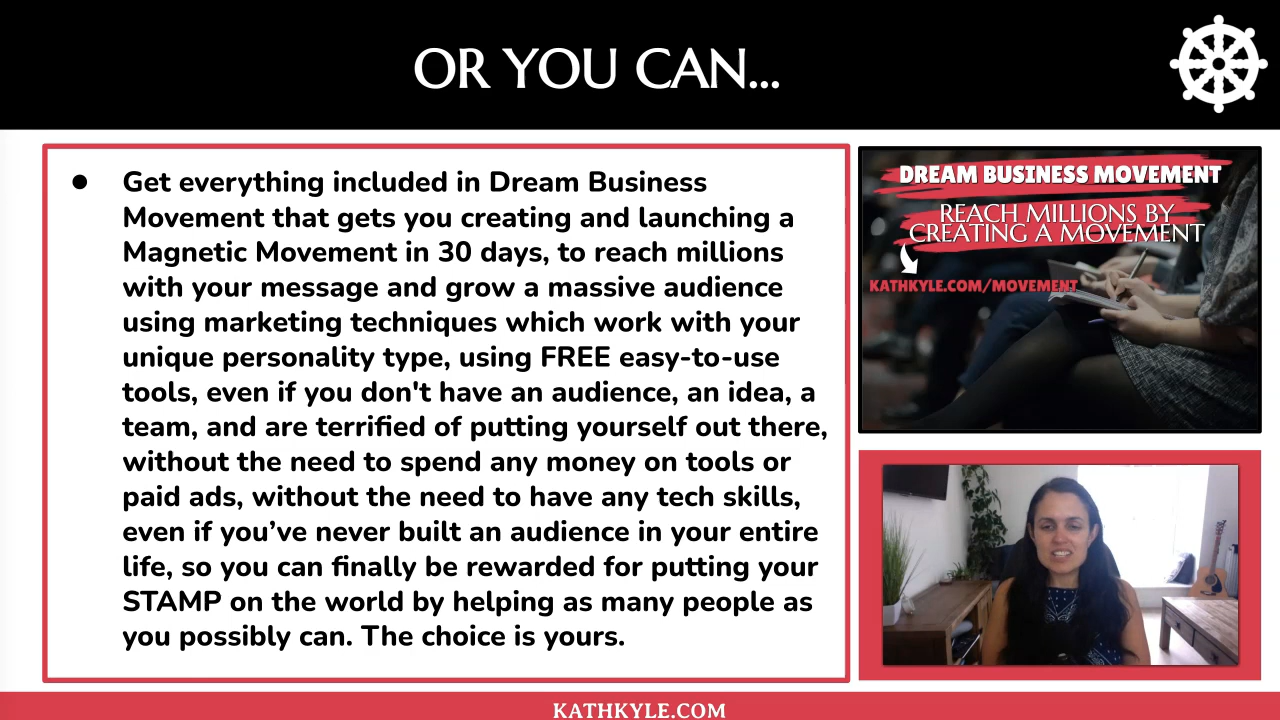 OR YOU CAN...
● Get everything included in Dream Business
Movement that gets you creating and launching a
Magnetic Movement in 30 days, to reach millions
with your message and grow a massive audience
using marketing techniques which work with your
unique personality type, using FREE easy-to-use
tools, even if you don't have an audience, an idea, a
team, and are terrified of putting yourself out there,
without the need to spend any money on tools or
paid ads, without the need to have any tech skills,
even if you’ve never built an audience in your entire
life, so you can finally be rewarded for putting your
STAMP on the world by helping as many people as
you possibly can. The choice is yours.
DREAM BUSINESS MOVEMENT
REACH MILLIONS BY
CREATING A MOVEMENT
KATHKYLE.COM/MOVEMENT
KATHKYLE.COM